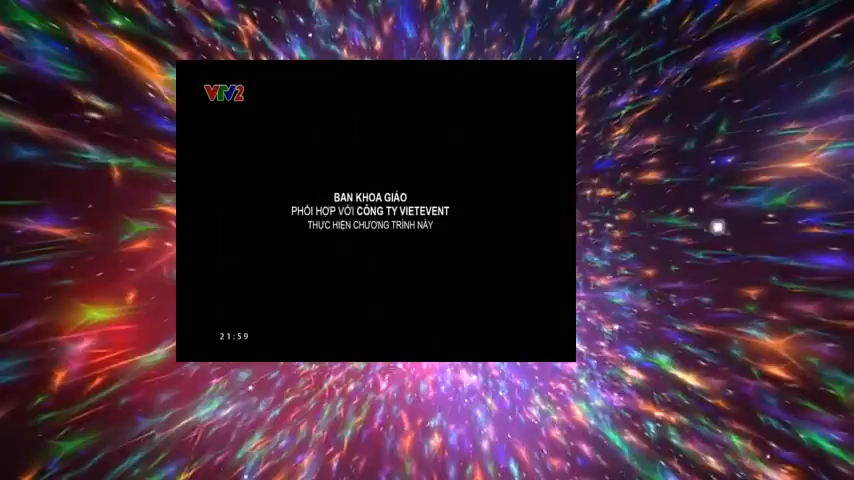 VTV2
BAN KHOA GIÁO
PHỐI HỢP VỚI CÔNG TY VIETEVENT
THỰC HIỆN CHƯƠNG TRÌNH NÀY
21:59